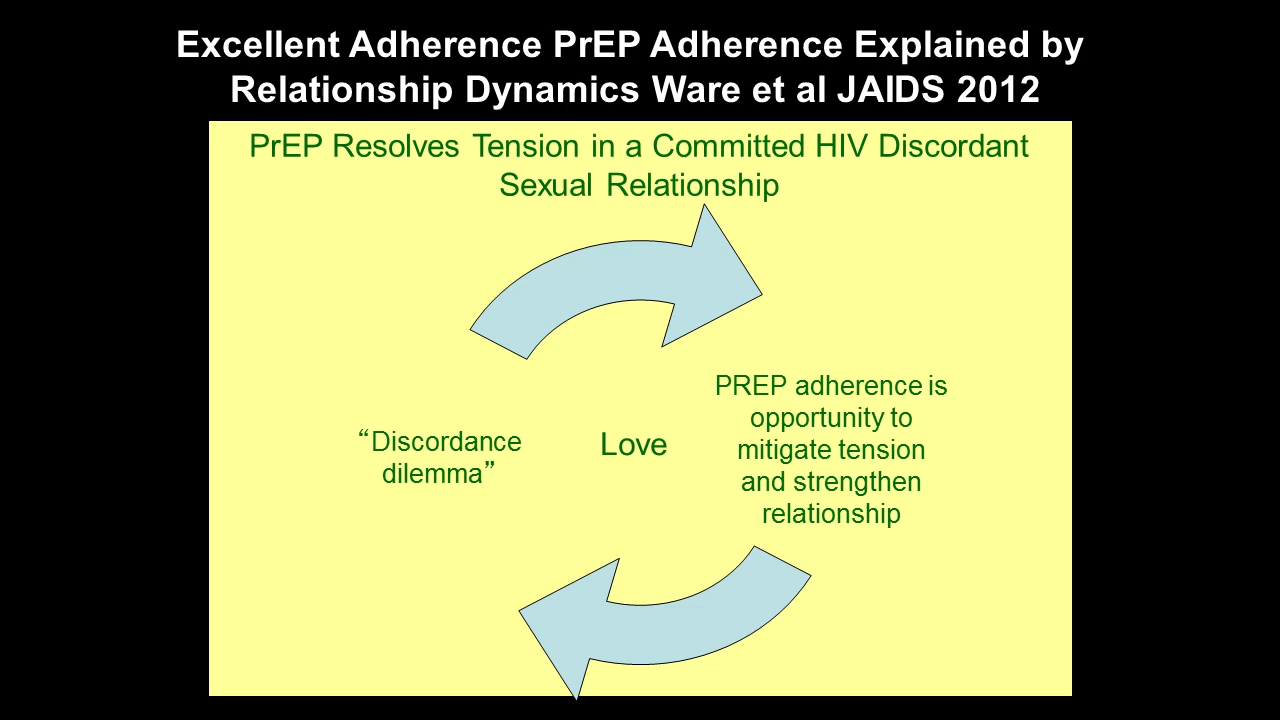 Excellent Adherence PrEP Adherence Explained by
Relationship Dynamics Ware et al JAIDS 2012
PrEP Resolves Tension in a Committed HIV Discordant
Sexual Relationship
“Discordance
dilemma”
Love
PREP adherence is
opportunity to
mitigate tension
and strengthen
relationship